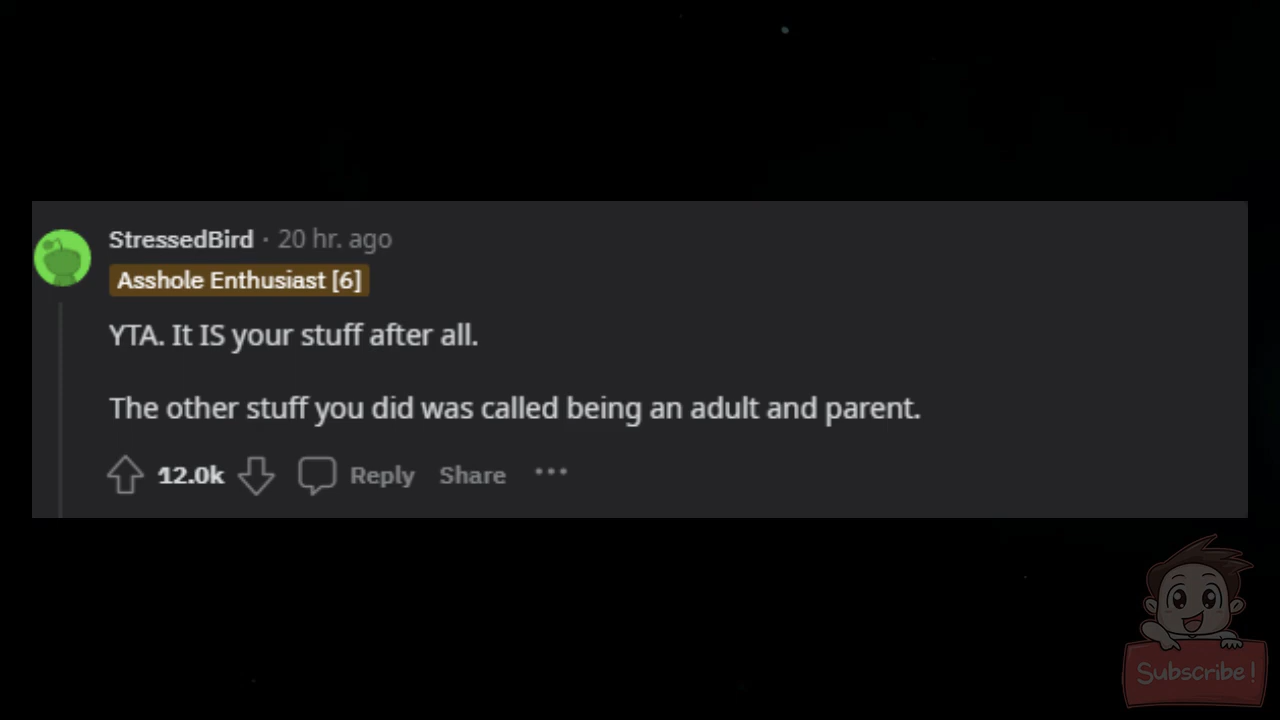 StressedBird · 20 hr. ago
Asshole Enthusiast [6]
YTA. It IS your stuff after all.
The other stuff you did was called being an adult and parent.
12.0k Reply Share ···
Subscribe!